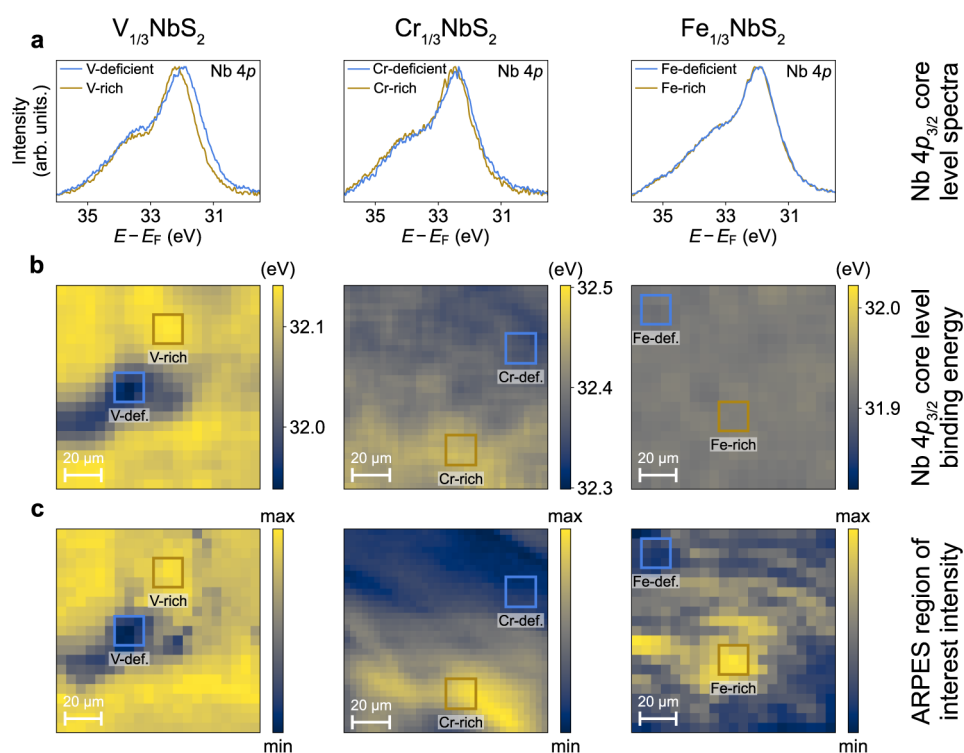 V1/3NbS2
Cr1/3NbS2
Fe1/3NbS2
a
V-deficient
V-rich
Nb 4p
Cr-deficient
Cr-rich
Nb 4p
Fe-deficient
Fe-rich
Nb 4p
Intensity
(arb. units.)
35
33
31
35
33
31
35
33
31
E − EF (eV)
E − EF (eV)
E − EF (eV)
Nb 4p3/2 core
level spectra
b
(eV)
(eV)
(eV)
V-rich
V-def.
20 μm
32.1
32.0
Cr-def.
Cr-rich
20 μm
32.5
32.4
32.3
Fe-def.
Fe-rich
20 μm
32.0
31.9
Nb 4p3/2 core level
binding energy
c
max
max
max
V-rich
V-def.
20 μm
Cr-def.
Cr-rich
20 μm
Fe-def.
Fe-rich
20 μm
min
min
min
ARPES region of
interest intensity